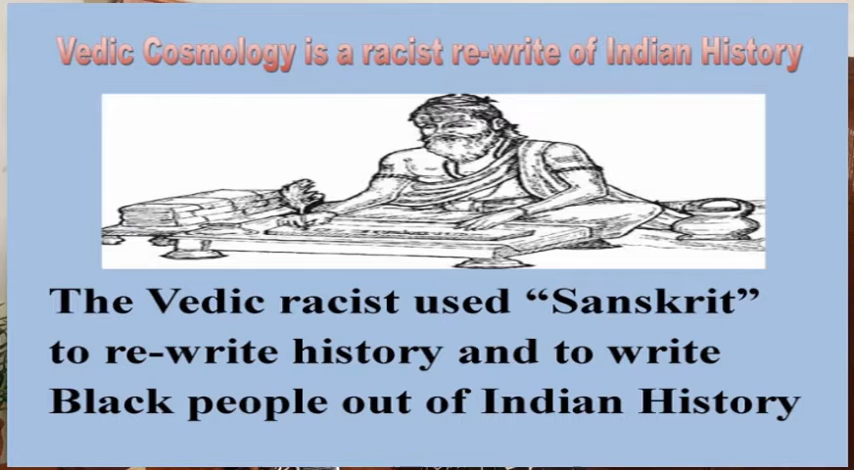 Vedic Cosmology is a racist re-write of Indian History
The Vedic racist used “Sanskrit”
to re-write history and to write
Black people out of Indian History